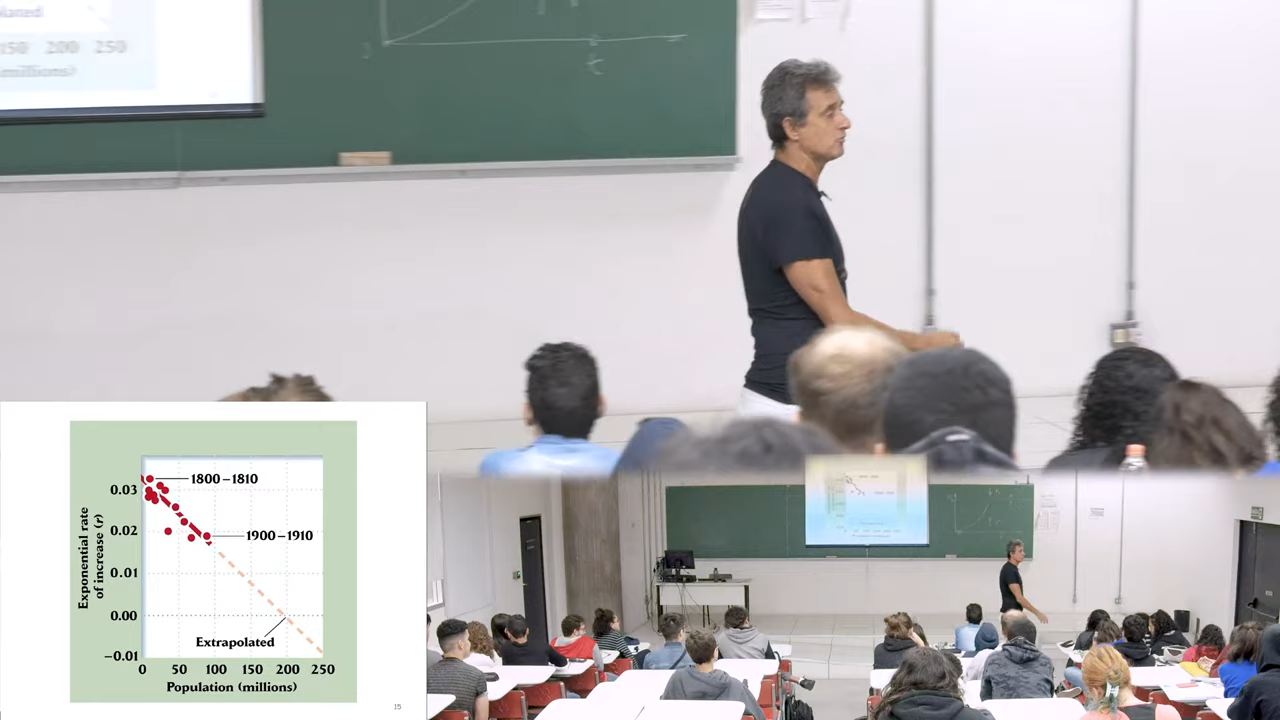 150 200 250
(millions)
t
0.03
1800–1810
0.02
1900–1910
0.01
0.00
Extrapolated
−0.01
0 50 100 150 200 250
Population (millions)
Exponential rate
of increase (r)
15